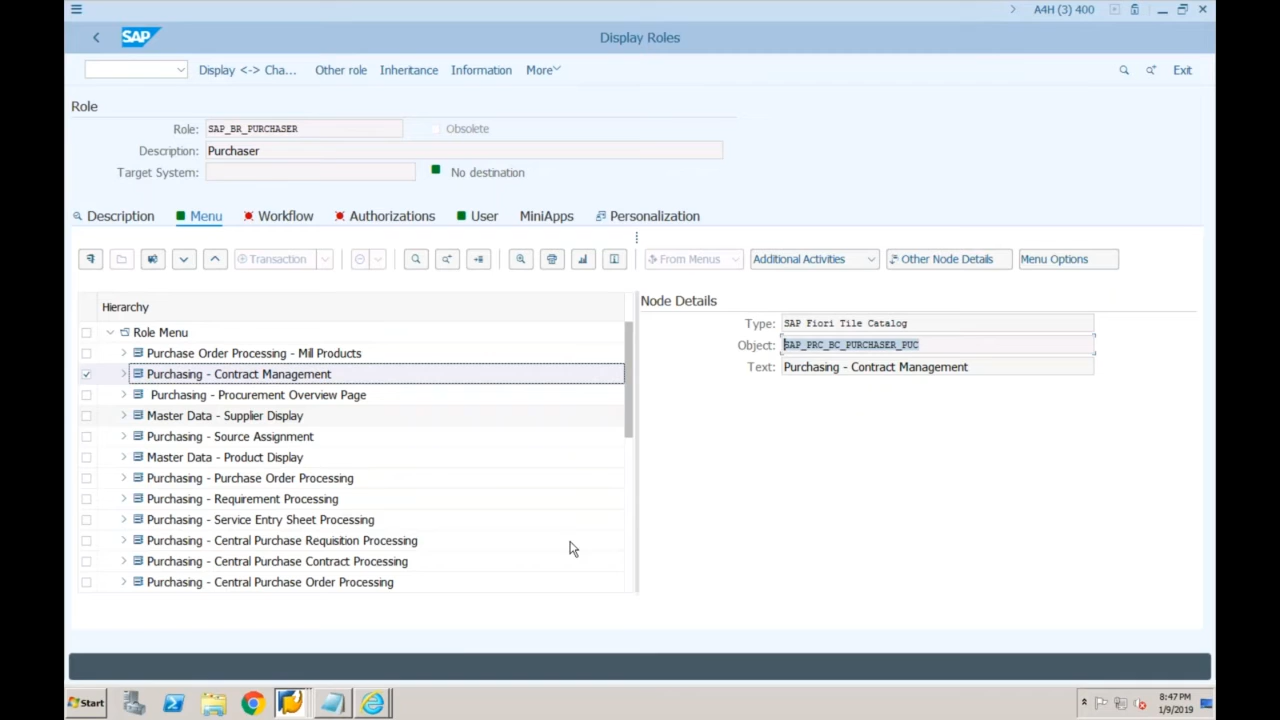 A4H (3) 400
SAP
Display Roles
Display <-> Cha... Other role Inheritance Information More Exit
Role
Role: SAP_BR_PURCHASER Obsolete
Description: Purchaser
Target System: No destination
Description Menu Workflow Authorizations User MiniApps Personalization
Transaction From Menus Additional Activities Other Node Details Menu Options
Hierarchy
Role Menu
Purchase Order Processing - Mill Products
Purchasing - Contract Management
Purchasing - Procurement Overview Page
Master Data - Supplier Display
Purchasing - Source Assignment
Master Data - Product Display
Purchasing - Purchase Order Processing
Purchasing - Requirement Processing
Purchasing - Service Entry Sheet Processing
Purchasing - Central Purchase Requisition Processing
Purchasing - Central Purchase Contract Processing
Purchasing - Central Purchase Order Processing
Node Details
Type: SAP Fiori Tile Catalog
Object: SAP_PRC_BC_PURCHASER_PUC
Text: Purchasing - Contract Management
Start
8:47 PM
1/9/2019